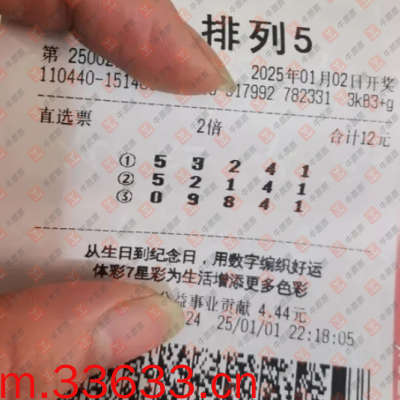 排列5
第 25002
2025年01月02日开奖
110440-1514
317992 782331 3kB3+g
直选票 2倍 合计12元
① 5 3 2 4 1
② 5 2 1 4 1
③ 0 9 8 4 1
从生日到纪念日，用数字编织好运
体彩7星彩为生活增添更多色彩
公益事业贡献 4.44元
24 25/01/01 22:18:05
m.33633.cn